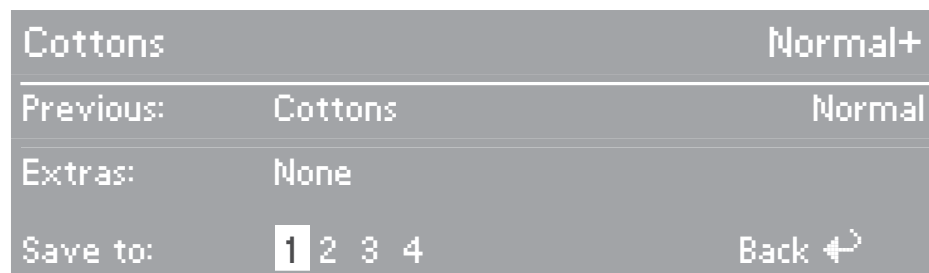 Cottons Normal+
Previous: Cottons Normal
Extras: None
Save to: 1 2 3 4 Back